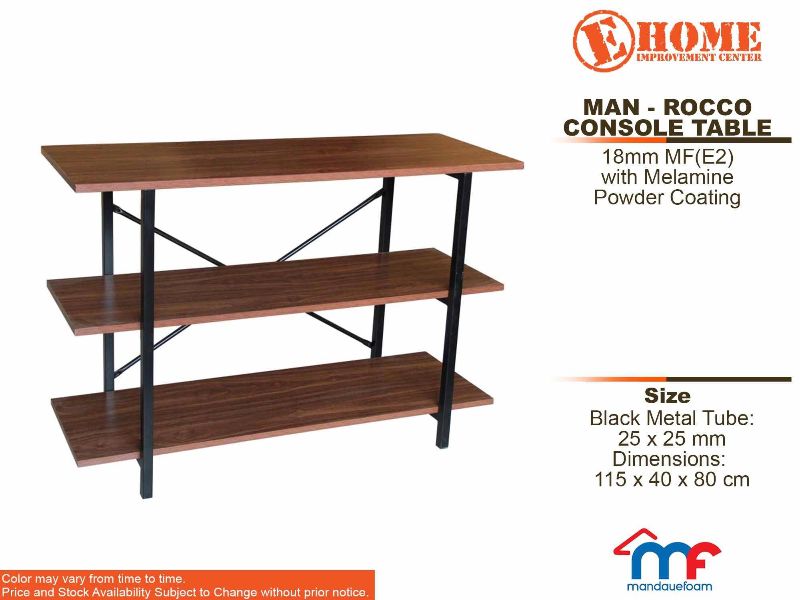 E HOME
IMPROVEMENT CENTER
MAN - ROCCO
CONSOLE TABLE
18mm MF(E2)
with Melamine
Powder Coating
Size
Black Metal Tube:
25 x 25 mm
Dimensions:
115 x 40 x 80 cm
mf
mandauefoam
Color may vary from time to time.
Price and Stock Availability Subject to Change without prior notice.